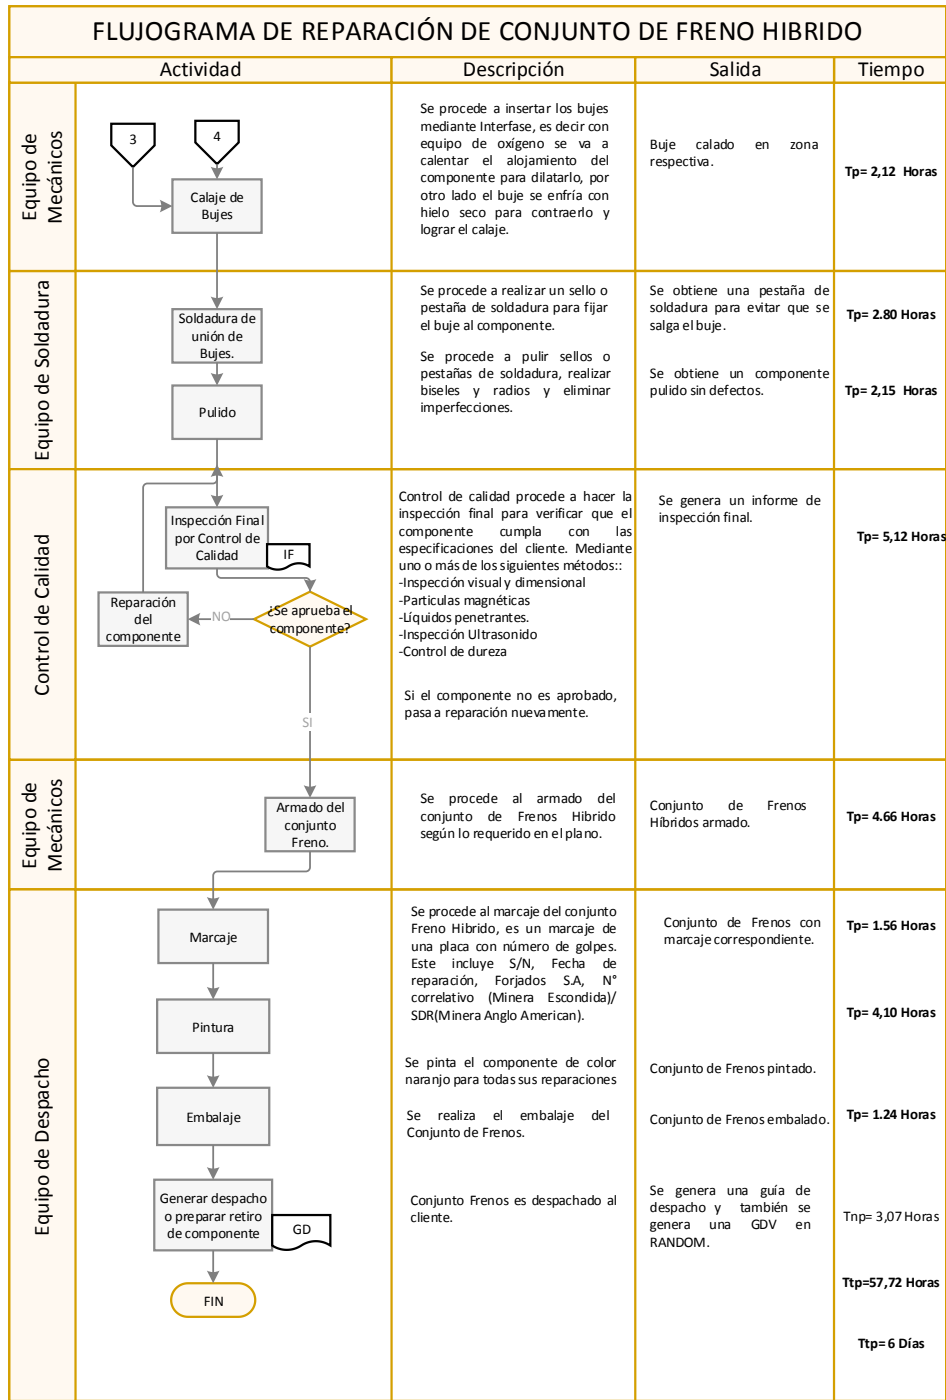 FLUJOGRAMA DE REPARACIÓN DE CONJUNTO DE FRENO HIBRIDO
Actividad
Descripción
Salida
Tiempo
Equipo de
Mecánicos
3
4
Calaje de
Bujes
Se procede a insertar los bujes
mediante Interfase, es decir con
equipo de oxígeno se va a
calentar el alojamiento del
componente para dilatarlo, por
otro lado el buje se enfría con
hielo seco para contraerlo y
lograr el calaje.
Buje calado en zona
respectiva.
Tp= 2,12 Horas
Equipo de Soldadura
Soldadura de
unión de
Bujes.
Pulido
Se procede a realizar un sello o
pestaña de soldadura para fijar
el buje al componente.
Se procede a pulir sellos o
pestañas de soldadura, realizar
biseles y radios y eliminar
imperfecciones.
Se obtiene una pestaña de
soldadura para evitar que se
salga el buje.
Se obtiene un componente
pulido sin defectos.
Tp= 2.80 Horas
Tp= 2,15 Horas
Control de Calidad
Inspección Final
por Control de
Calidad
IF
Reparación
del
componente
NO
¿Se aprueba el
componente?
SI
Control de calidad procede a hacer la
inspección final para verificar que el
componente cumpla con las
especificaciones del cliente. Mediante
uno o más de los siguientes métodos::
-Inspección visual y dimensional
-Particulas magnéticas
-Líquidos penetrantes.
-Inspección Ultrasonido
-Control de dureza
Si el componente no es aprobado,
pasa a reparación nuevamente.
Se genera un informe de
inspección final.
Tp= 5,12 Horas
Equipo de
Mecánicos
Armado del
conjunto
Freno.
Se procede al armado del
conjunto de Frenos Hibrido
según lo requerido en el plano.
Conjunto de Frenos
Híbridos armado.
Tp= 4.66 Horas
Equipo de Despacho
Marcaje
Pintura
Embalaje
Generar despacho
o preparar retiro
de componente
GD
FIN
Se procede al marcaje del conjunto
Freno Hibrido, es un marcaje de
una placa con número de golpes.
Este incluye S/N, Fecha de
reparación, Forjados S.A, N°
correlativo (Minera Escondida)/
SDR(Minera Anglo American).
Se pinta el componente de color
naranjo para todas sus reparaciones
Se realiza el embalaje del
Conjunto de Frenos.
Conjunto Frenos es despachado al
cliente.
Conjunto de Frenos con
marcaje correspondiente.
Conjunto de Frenos pintado.
Conjunto de Frenos embalado.
Se genera una guía de
despacho y también se
genera una GDV en
RANDOM.
Tp= 1.56 Horas
Tp= 4,10 Horas
Tp= 1.24 Horas
Tnp= 3,07 Horas
Ttp=57,72 Horas
Ttp= 6 Días